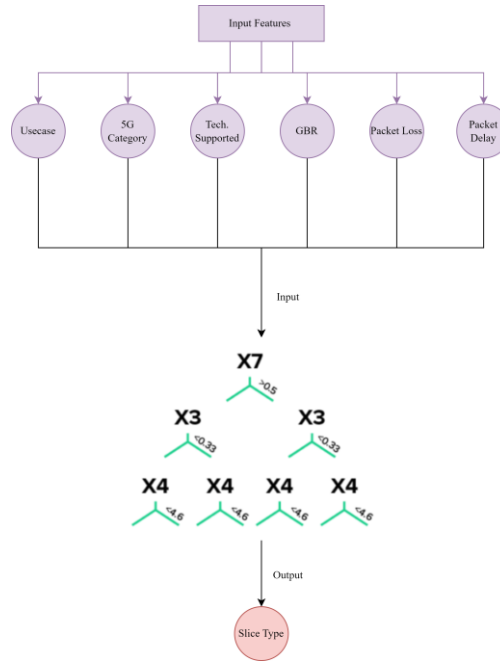 Input Features
Usecase
5G
Category
Tech.
Supported
GBR
Packet Loss
Packet
Delay
Input
X7
>0.5
X3
<0.33
X3
<0.33
X4
<4.6
X4
<4.6
X4
<4.6
X4
<4.6
Output
Slice Type